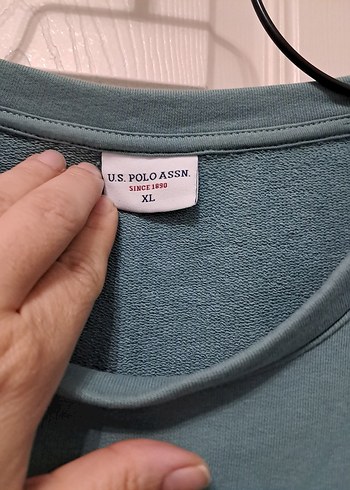 U.S. POLO ASSN.
SINCE 1890
XL